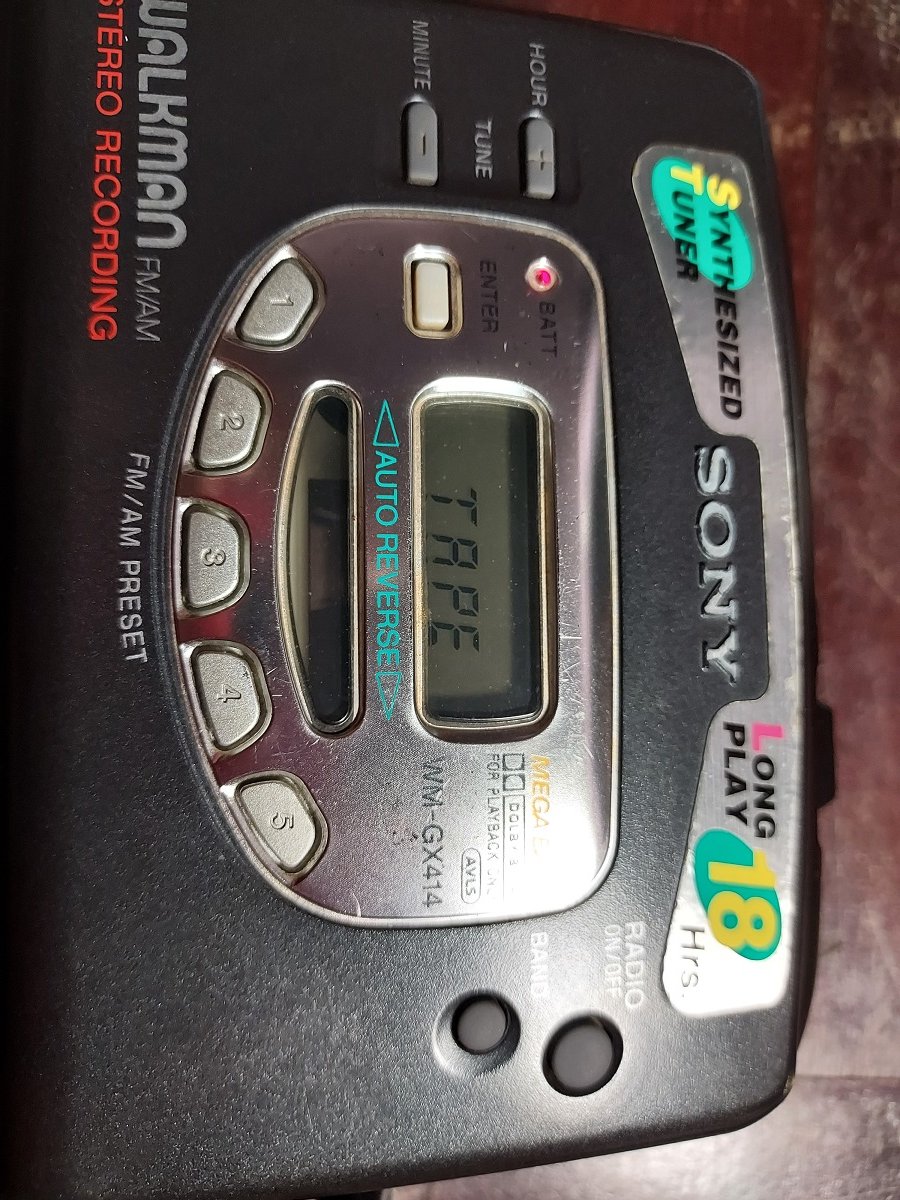 SYNTHESIZED
TUNER
SONY
LONG
PLAY
18
Hrs.
HOUR
+
TUNE
MINUTE
-
BATT
ENTER
TAPE
AUTO REVERSE
MEGA
DOLBY B
FOR PLAYBACK
AVLS
WM-GX414
RADIO
ON/OFF
BAND
1
2
3
4
5
FM/AM PRESET
WALKMAN FM/AM
STEREO RECORDING